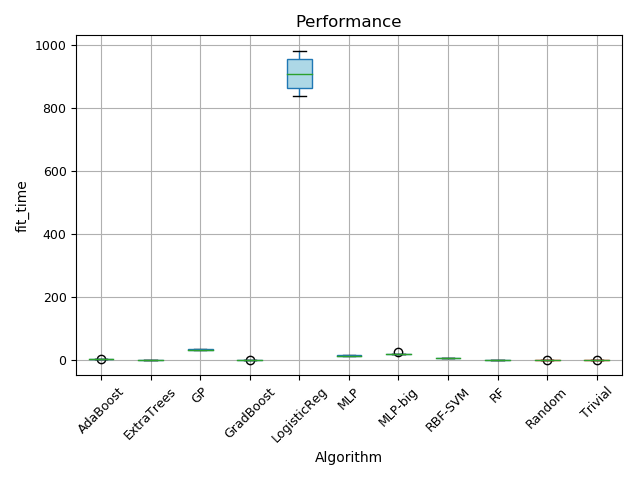 Performance
1000
800
600
400
200
0
fit_time
AdaBoost
ExtraTrees
GP
GradBoost
LogisticReg
MLP
MLP-big
RBF-SVM
RF
Random
Trivial
Algorithm